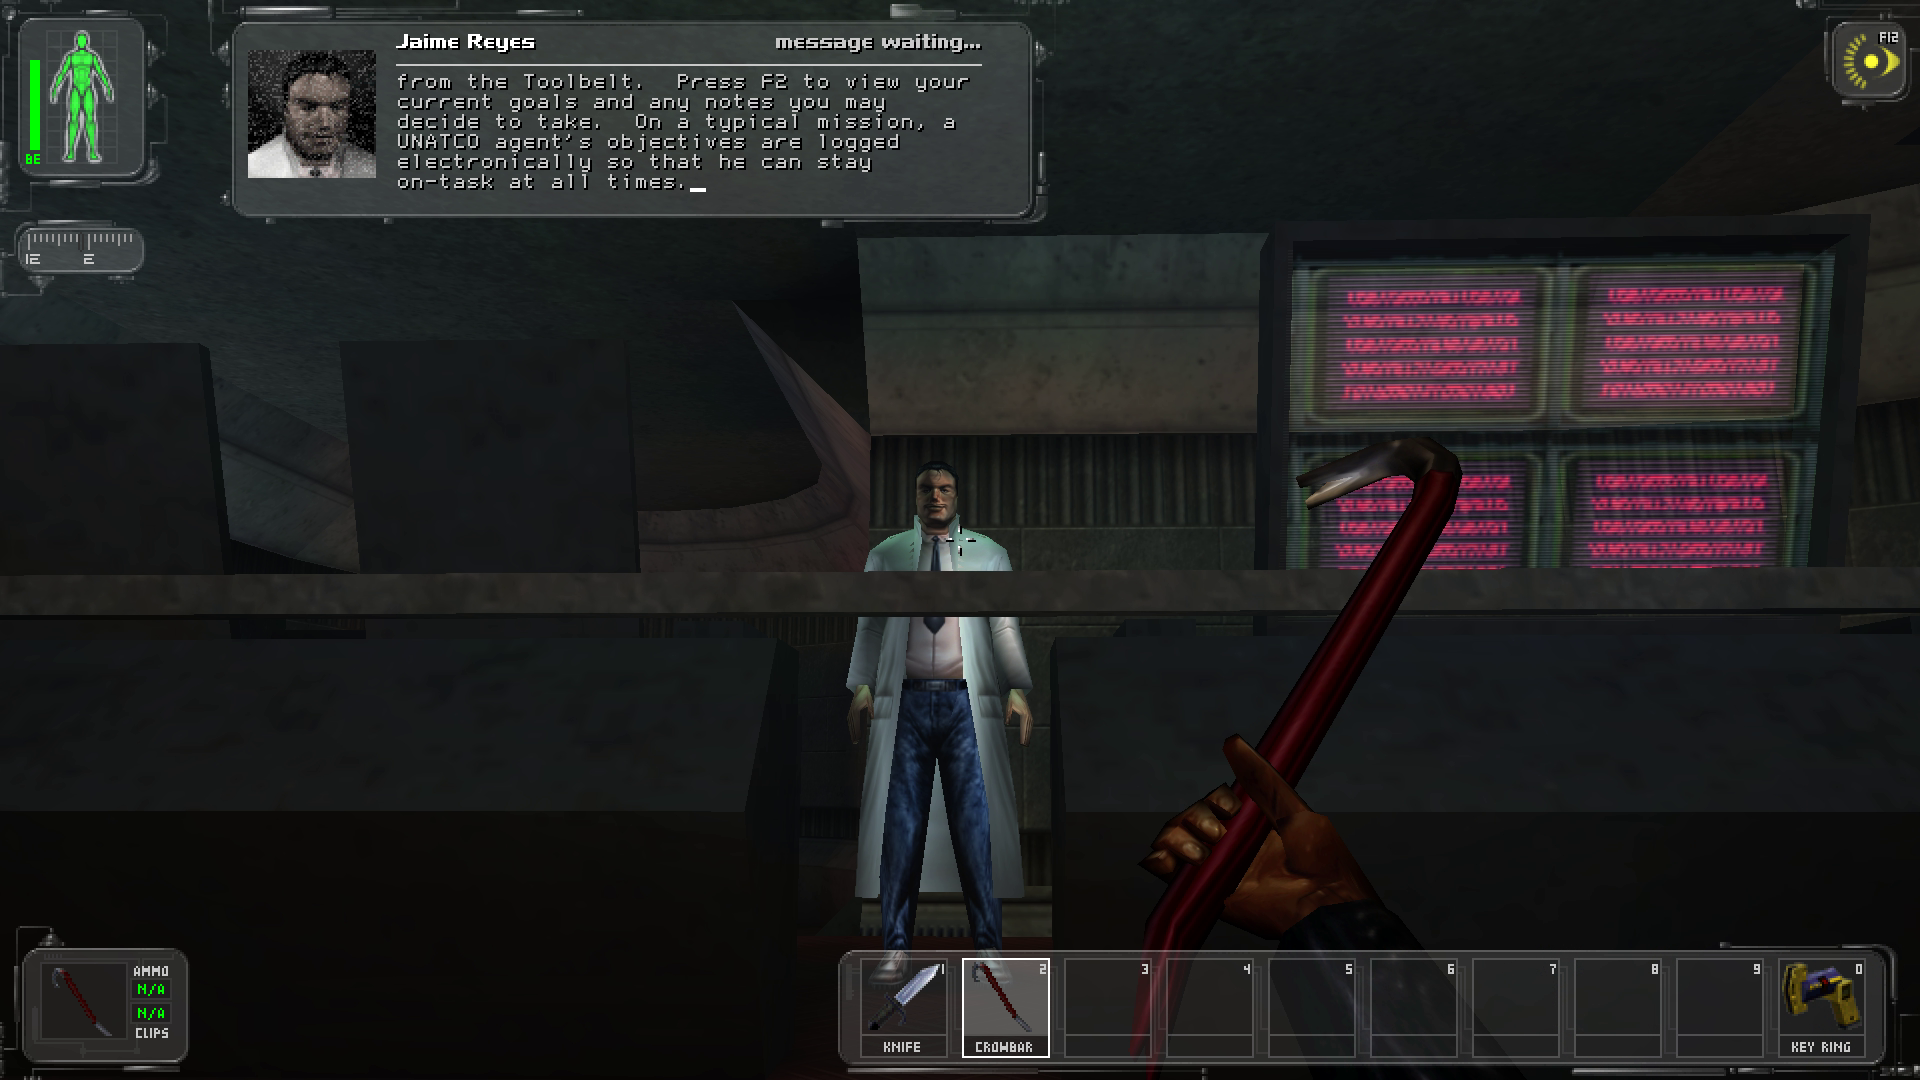 Jaime Reyes message waiting...
from the Toolbelt. Press F2 to view your
current goals and any notes you may
decide to take. On a typical mission, a
UNATCO agent's objectives are logged
electronically so that he can stay
on-task at all times.
F12
BE
IE E
AMMO
N/A
N/A
CLIPS
1 2 3 4 5 6 7 8 9 0
KNIFE CROWBAR KEY RING